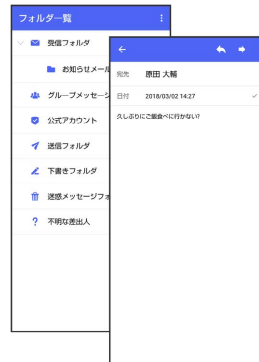 フォルダ一覧
受信フォルダ
お知らせメール
グループメッセージ
公式アカウント
送信フォルダ
下書きフォルダ
迷惑メッセージフォ
不明な差出人
宛先 原田 大輔
日付 2018/03/02 14:27
久しぶりにご飯食べに行かない?